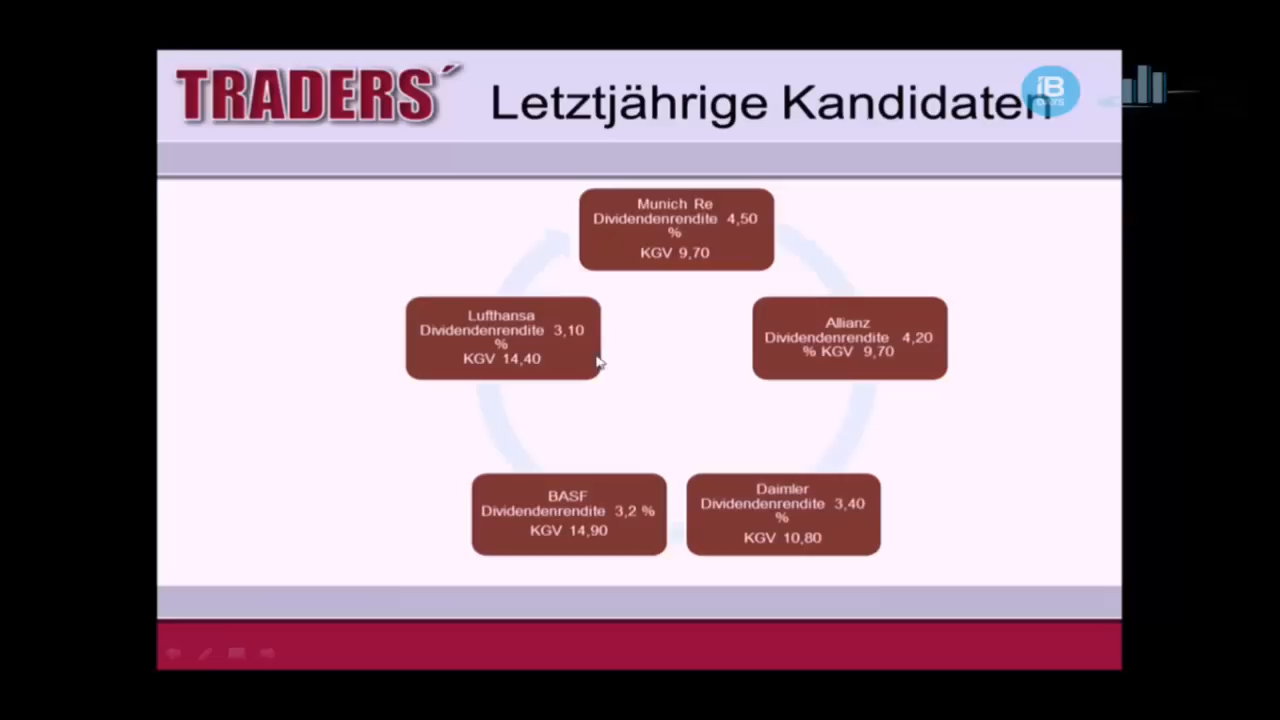 TRADERS´
Letztjährige Kandidaten
iB
DAYS
Munich Re
Dividendenrendite 4,50
%
KGV 9,70
Lufthansa
Dividendenrendite 3,10
%
KGV 14,40
Allianz
Dividendenrendite 4,20
% KGV 9,70
BASF
Dividendenrendite 3,2 %
KGV 14,90
Daimler
Dividendenrendite 3,40
%
KGV 10,80